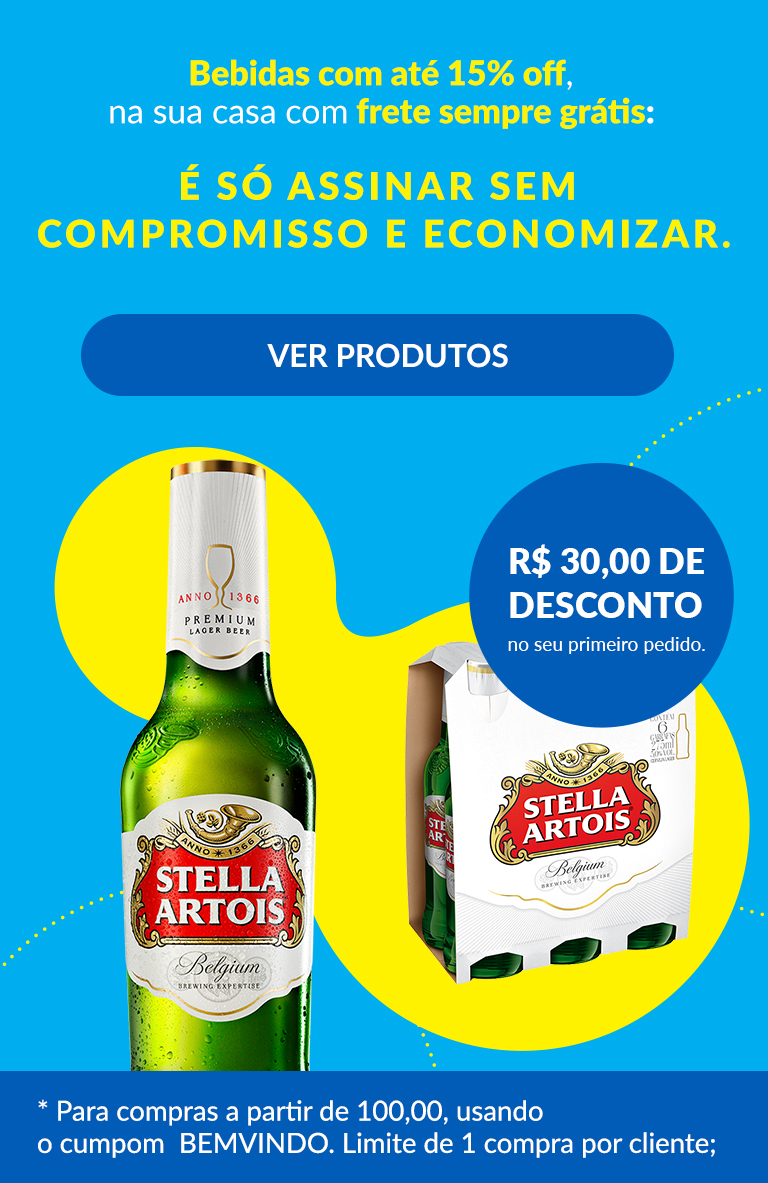 Bebidas com até 15% off,
na sua casa com frete sempre grátis:
É SÓ ASSINAR SEM
COMPROMISSO E ECONOMIZAR.
VER PRODUTOS
R$ 30,00 DE
DESCONTO
no seu primeiro pedido.
ANNO 1366
PREMIUM
LAGER BEER
ANNO 1366
STELLA
ARTOIS
Belgium
BREWING EXPERTISE
CONTÉM
6
GARRAFAS
ANNO 1366
STELLA
ARTOIS
Belgium
BREWING EXPERTISE
* Para compras a partir de 100,00, usando
o cumpom BEMVINDO. Limite de 1 compra por cliente;